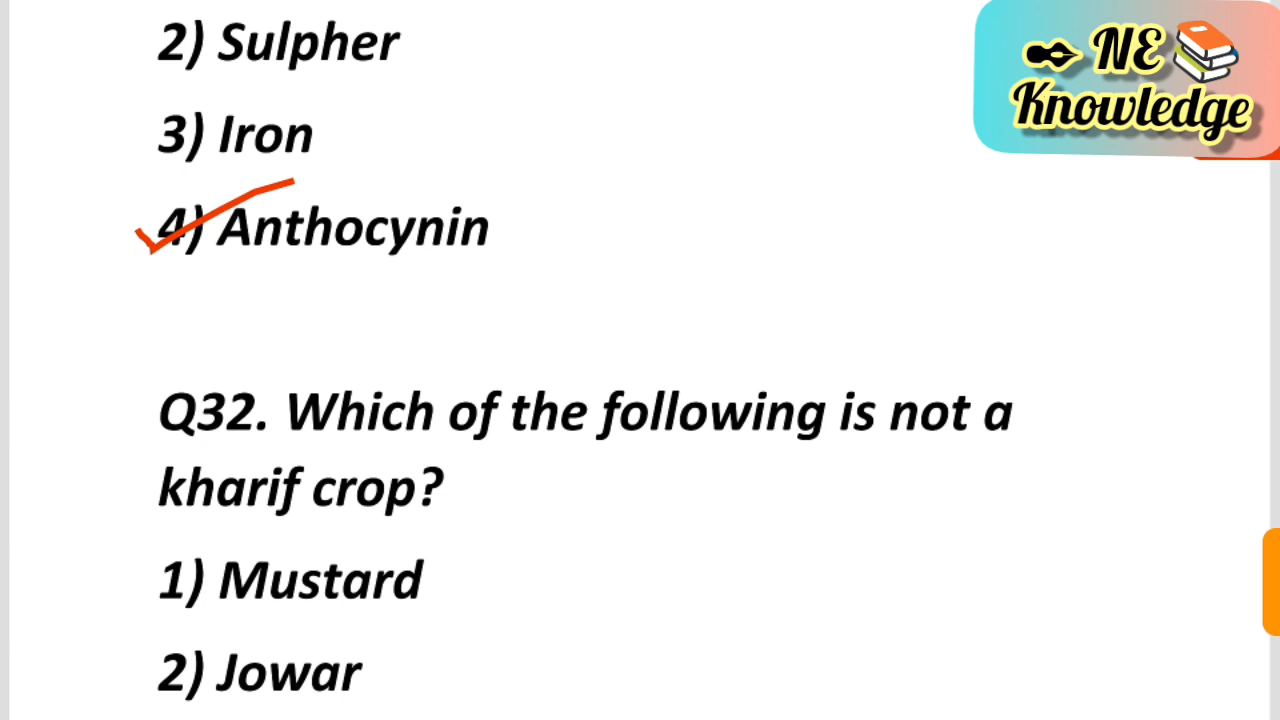 2) Sulpher
NE
Knowledge
3) Iron
4) Anthocynin
Q32. Which of the following is not a
kharif crop?
1) Mustard
2) Jowar